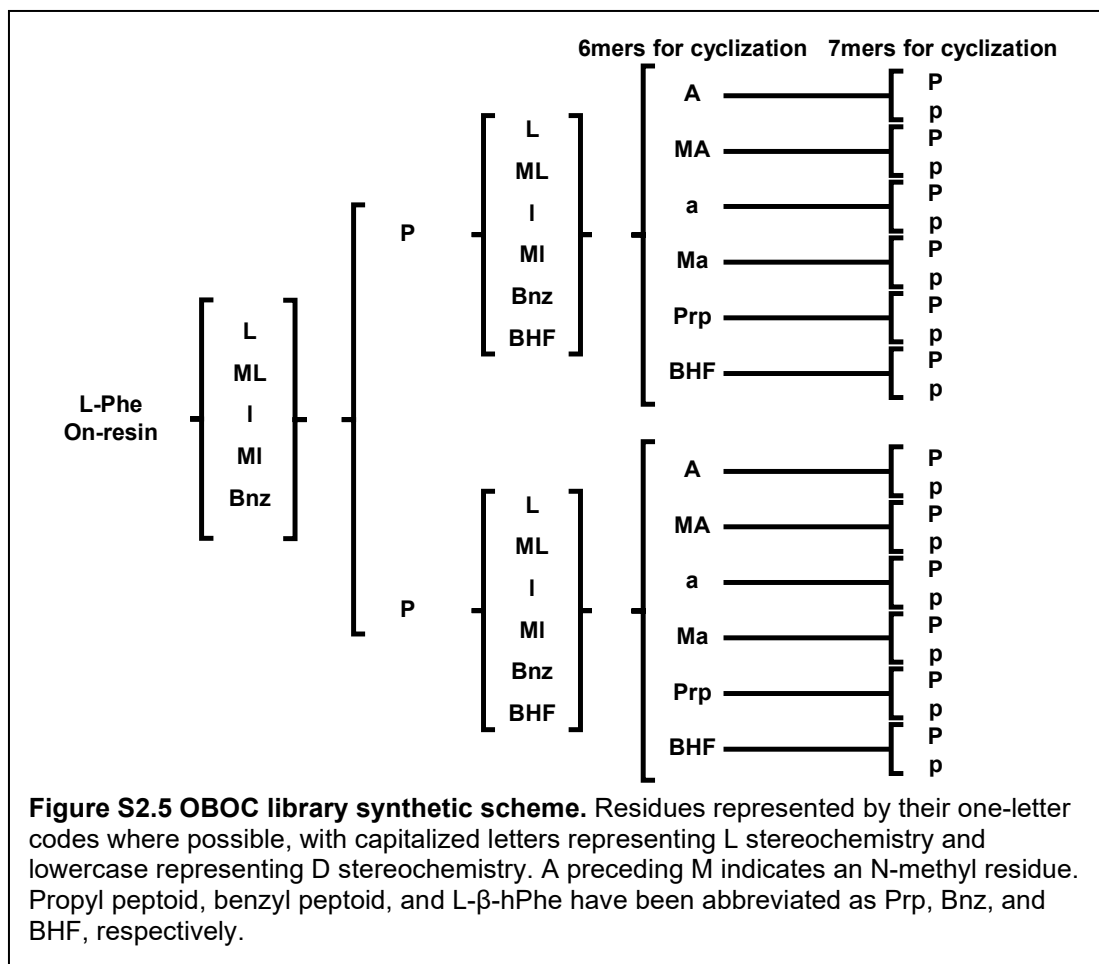 6mers for cyclization
7mers for cyclization
L-Phe
On-resin
L
ML
l
Ml
Bnz
P
L
ML
l
Ml
Bnz
BHF
A
P
p
MA
P
p
a
P
p
Ma
P
p
Prp
P
p
BHF
P
p
P
L
ML
l
Ml
Bnz
BHF
A
P
p
MA
P
p
a
P
p
Ma
P
p
Prp
P
p
BHF
P
p
Figure S2.5 OBOC library synthetic scheme. Residues represented by their one-letter
codes where possible, with capitalized letters representing L stereochemistry and
lowercase representing D stereochemistry. A preceding M indicates an N-methyl residue.
Propyl peptoid, benzyl peptoid, and L-β-hPhe have been abbreviated as Prp, Bnz, and
BHF, respectively.